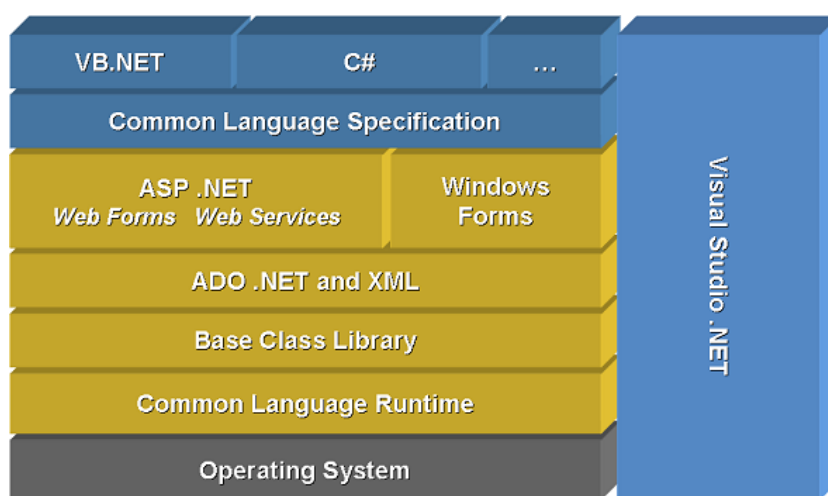 VB.NET
C#
...
Common Language Specification
ASP .NET
Web Forms Web Services
Windows
Forms
ADO .NET and XML
Base Class Library
Common Language Runtime
Operating System
Visual Studio .NET